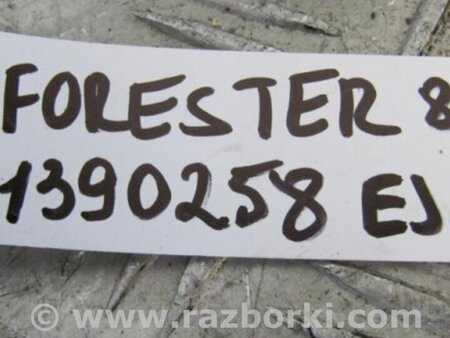 FORESTER 8
1390258 EJ
© www.razborki.com/